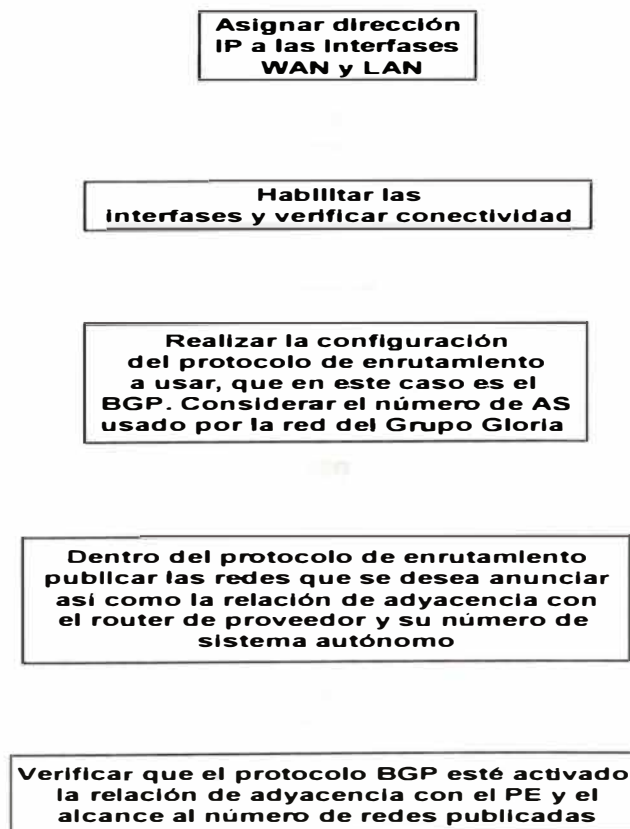 Asignar dirección
IP a las Interfases
WAN y LAN
Habilitar las
interfases y verificar conectividad
Realizar la configuración
del protocolo de enrutamiento
a usar, que en este caso es el
BGP. Considerar el número de AS
usado por la red del Grupo Gloria
Dentro del protocolo de enrutamiento
publicar las redes que se desea anunciar
así como la relación de adyacencia con
el router de proveedor y su número de
sistema autónomo
Verificar que el protocolo BGP esté activado
la relación de adyacencia con el PE y el
alcance al número de redes publicadas